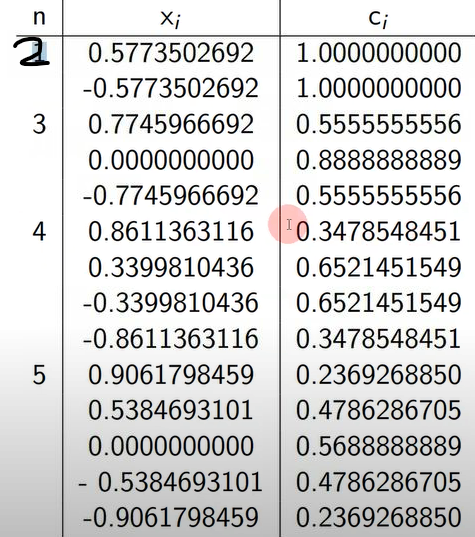 n xᵢ cᵢ
2 0.5773502692 1.0000000000
-0.5773502692 1.0000000000
3 0.7745966692 0.5555555556
0.0000000000 0.8888888889
-0.7745966692 0.5555555556
4 0.8611363116 0.3478548451
0.3399810436 0.6521451549
-0.3399810436 0.6521451549
-0.8611363116 0.3478548451
5 0.9061798459 0.2369268850
0.5384693101 0.4786286705
0.0000000000 0.5688888889
- 0.5384693101 0.4786286705
-0.9061798459 0.2369268850